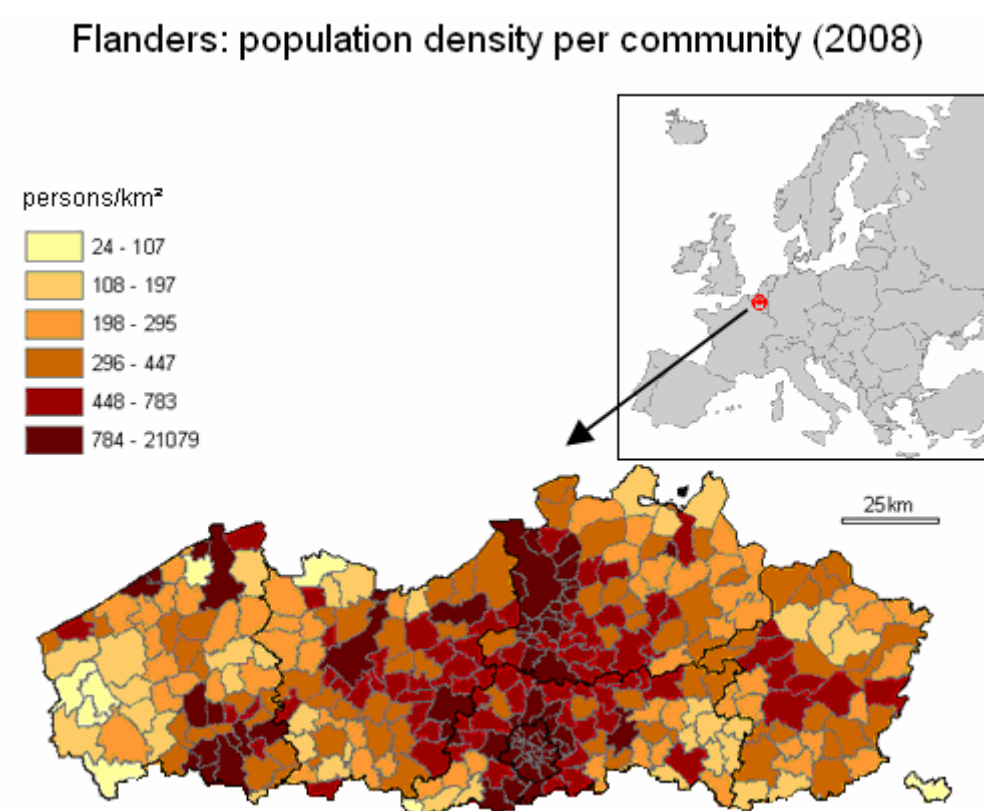 Flanders: population density per community (2008)
persons/km²
24 - 107
108 - 197
198 - 295
296 - 447
448 - 783
784 - 21079
25km